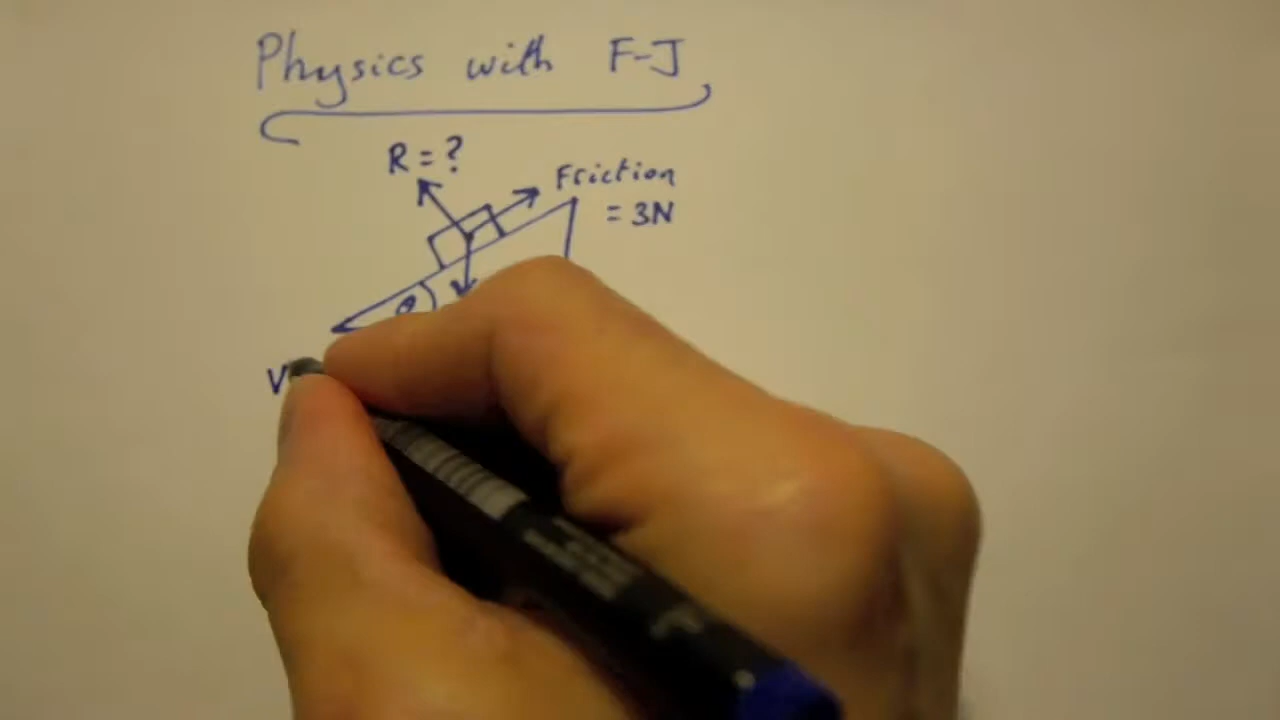 Physics with F-J
R = ?
Friction
= 3N
θ
V